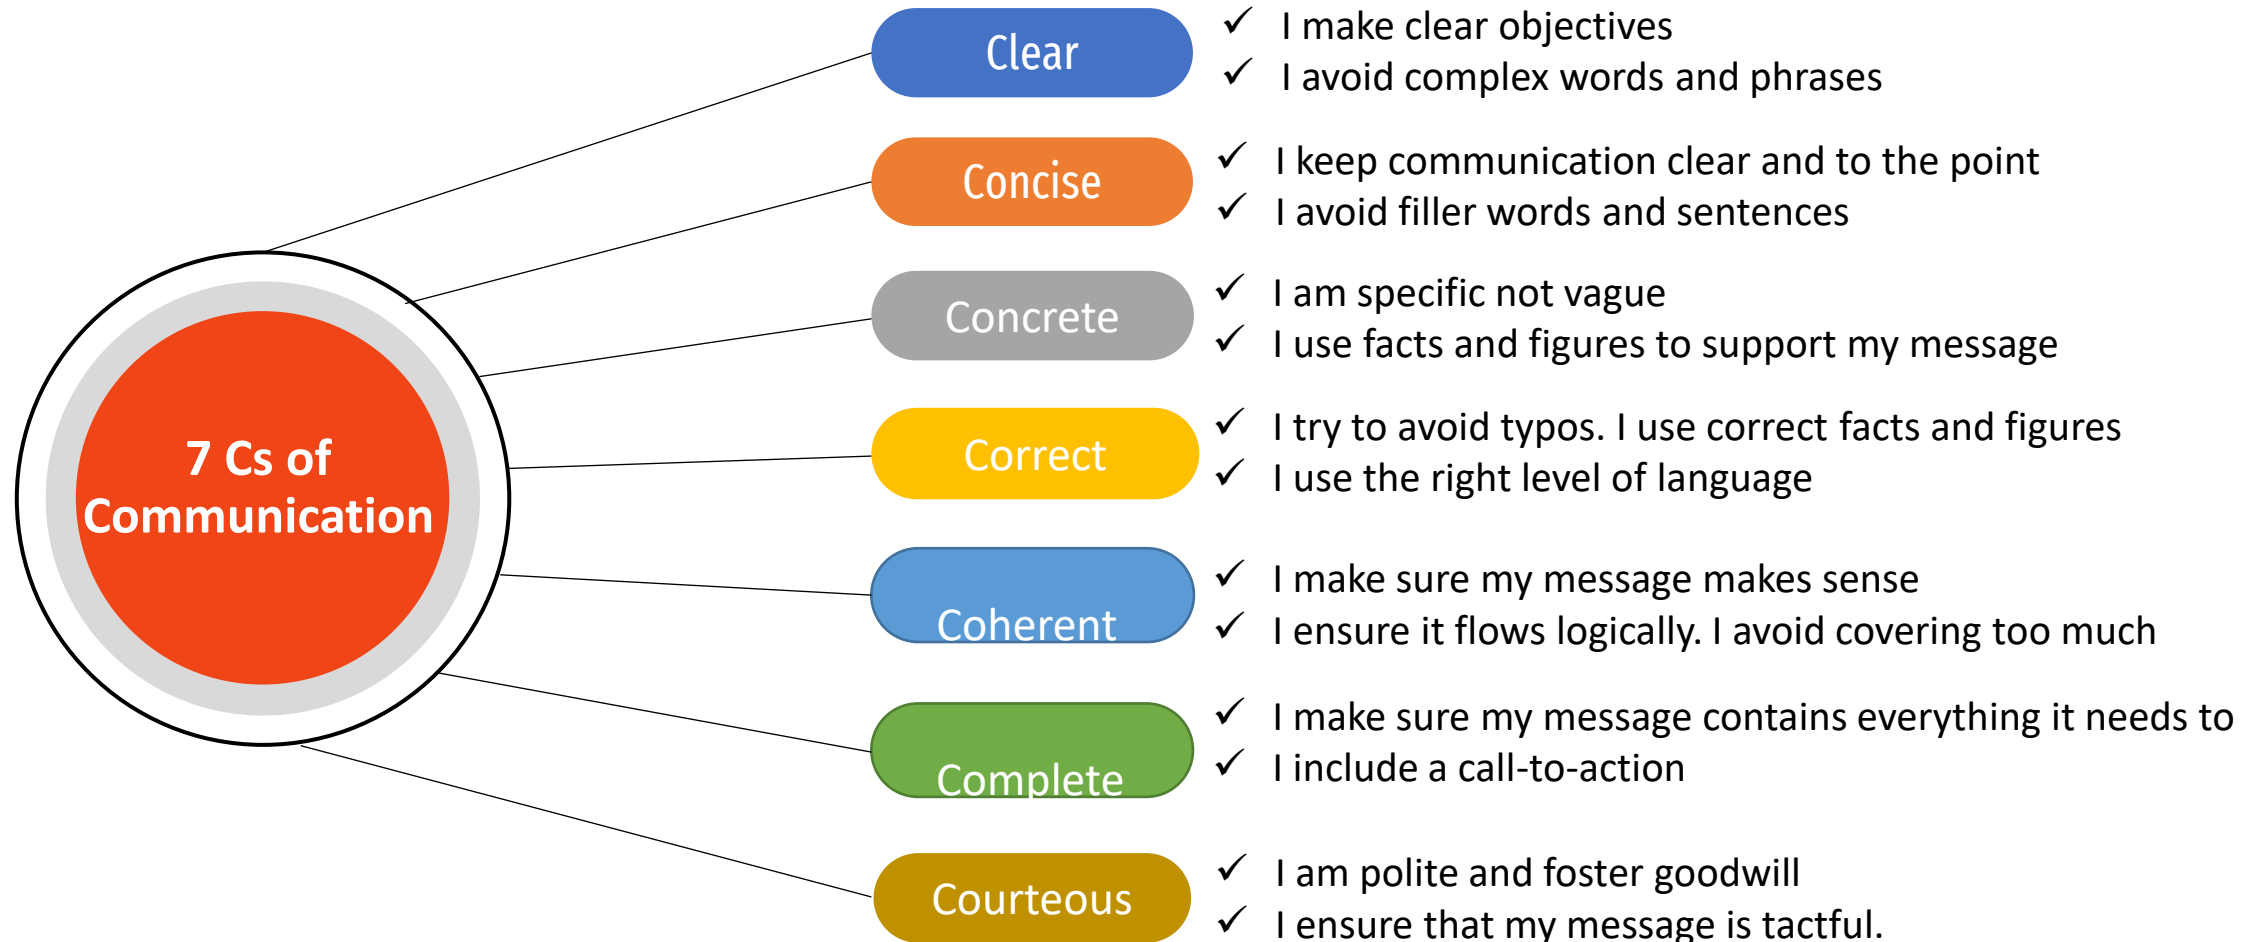 7 Cs of
Communication
Clear
✓ I make clear objectives
✓ I avoid complex words and phrases
Concise
✓ I keep communication clear and to the point
✓ I avoid filler words and sentences
Concrete
✓ I am specific not vague
✓ I use facts and figures to support my message
Correct
✓ I try to avoid typos. I use correct facts and figures
✓ I use the right level of language
Coherent
✓ I make sure my message makes sense
✓ I ensure it flows logically. I avoid covering too much
Complete
✓ I make sure my message contains everything it needs to
✓ I include a call-to-action
Courteous
✓ I am polite and foster goodwill
✓ I ensure that my message is tactful.